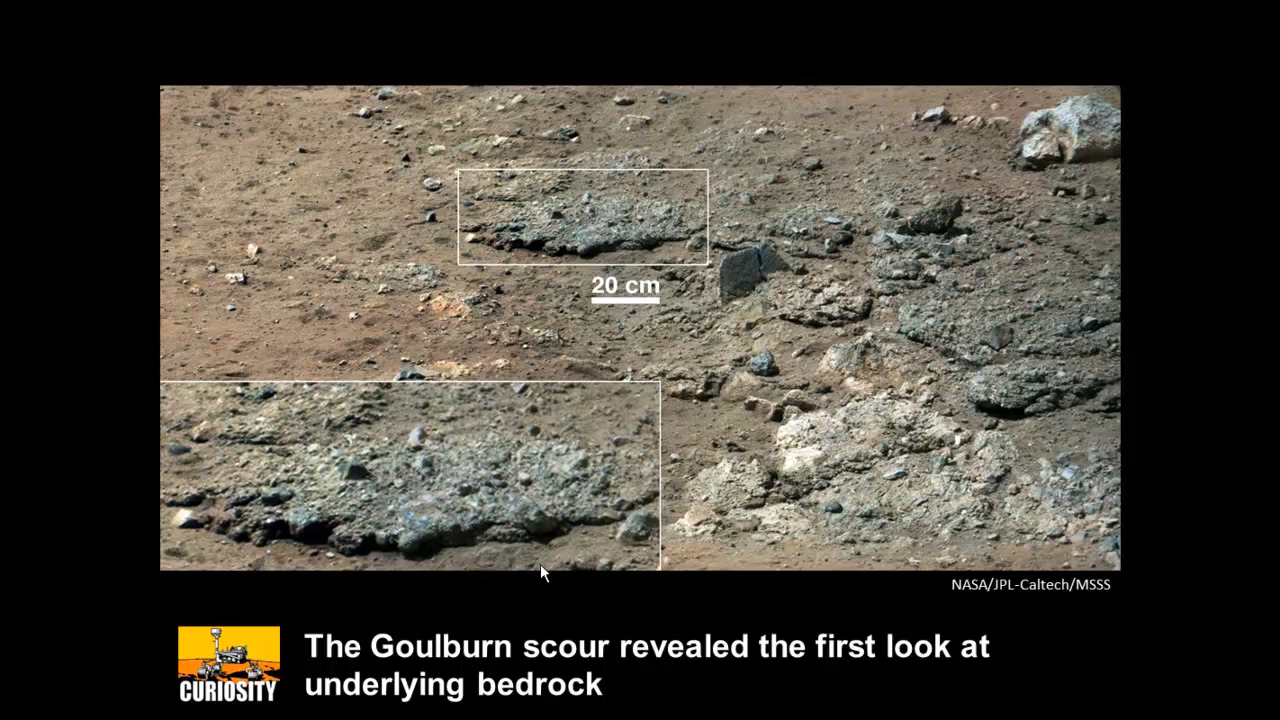 20 cm
NASA/JPL-Caltech/MSSS
CURIOSITY
The Goulburn scour revealed the first look at
underlying bedrock